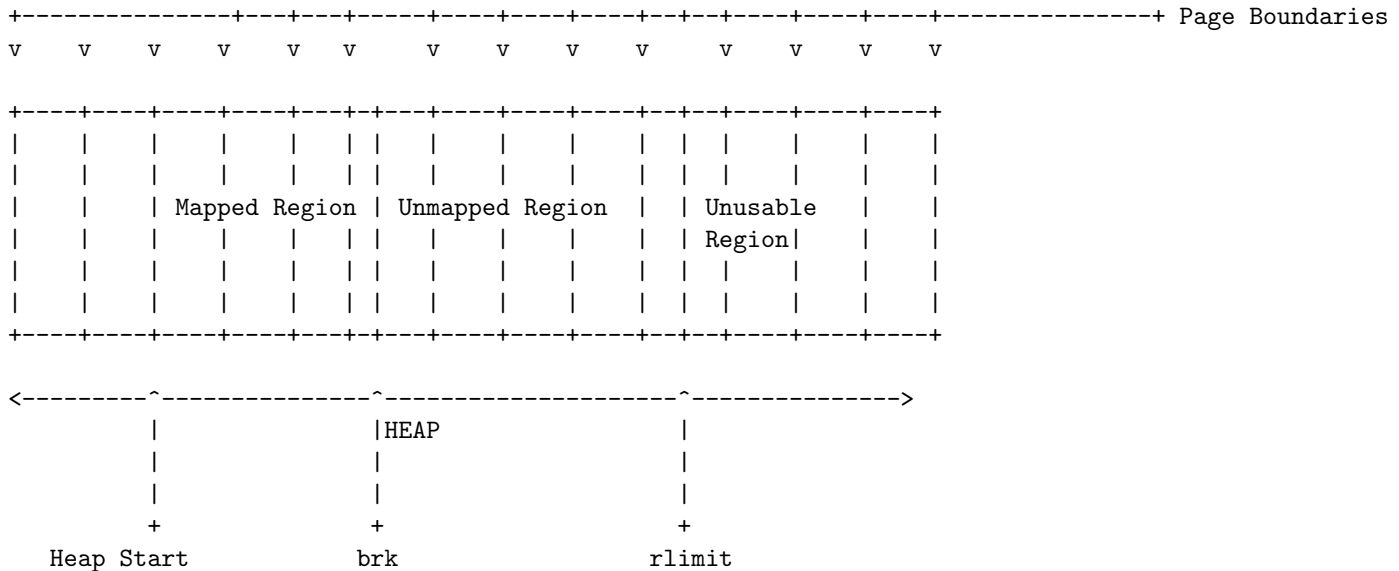 Page Boundaries
v v v v v v v v v v v v v v
Mapped Region Unmapped Region Unusable
Region
HEAP
Heap Start brk rlimit